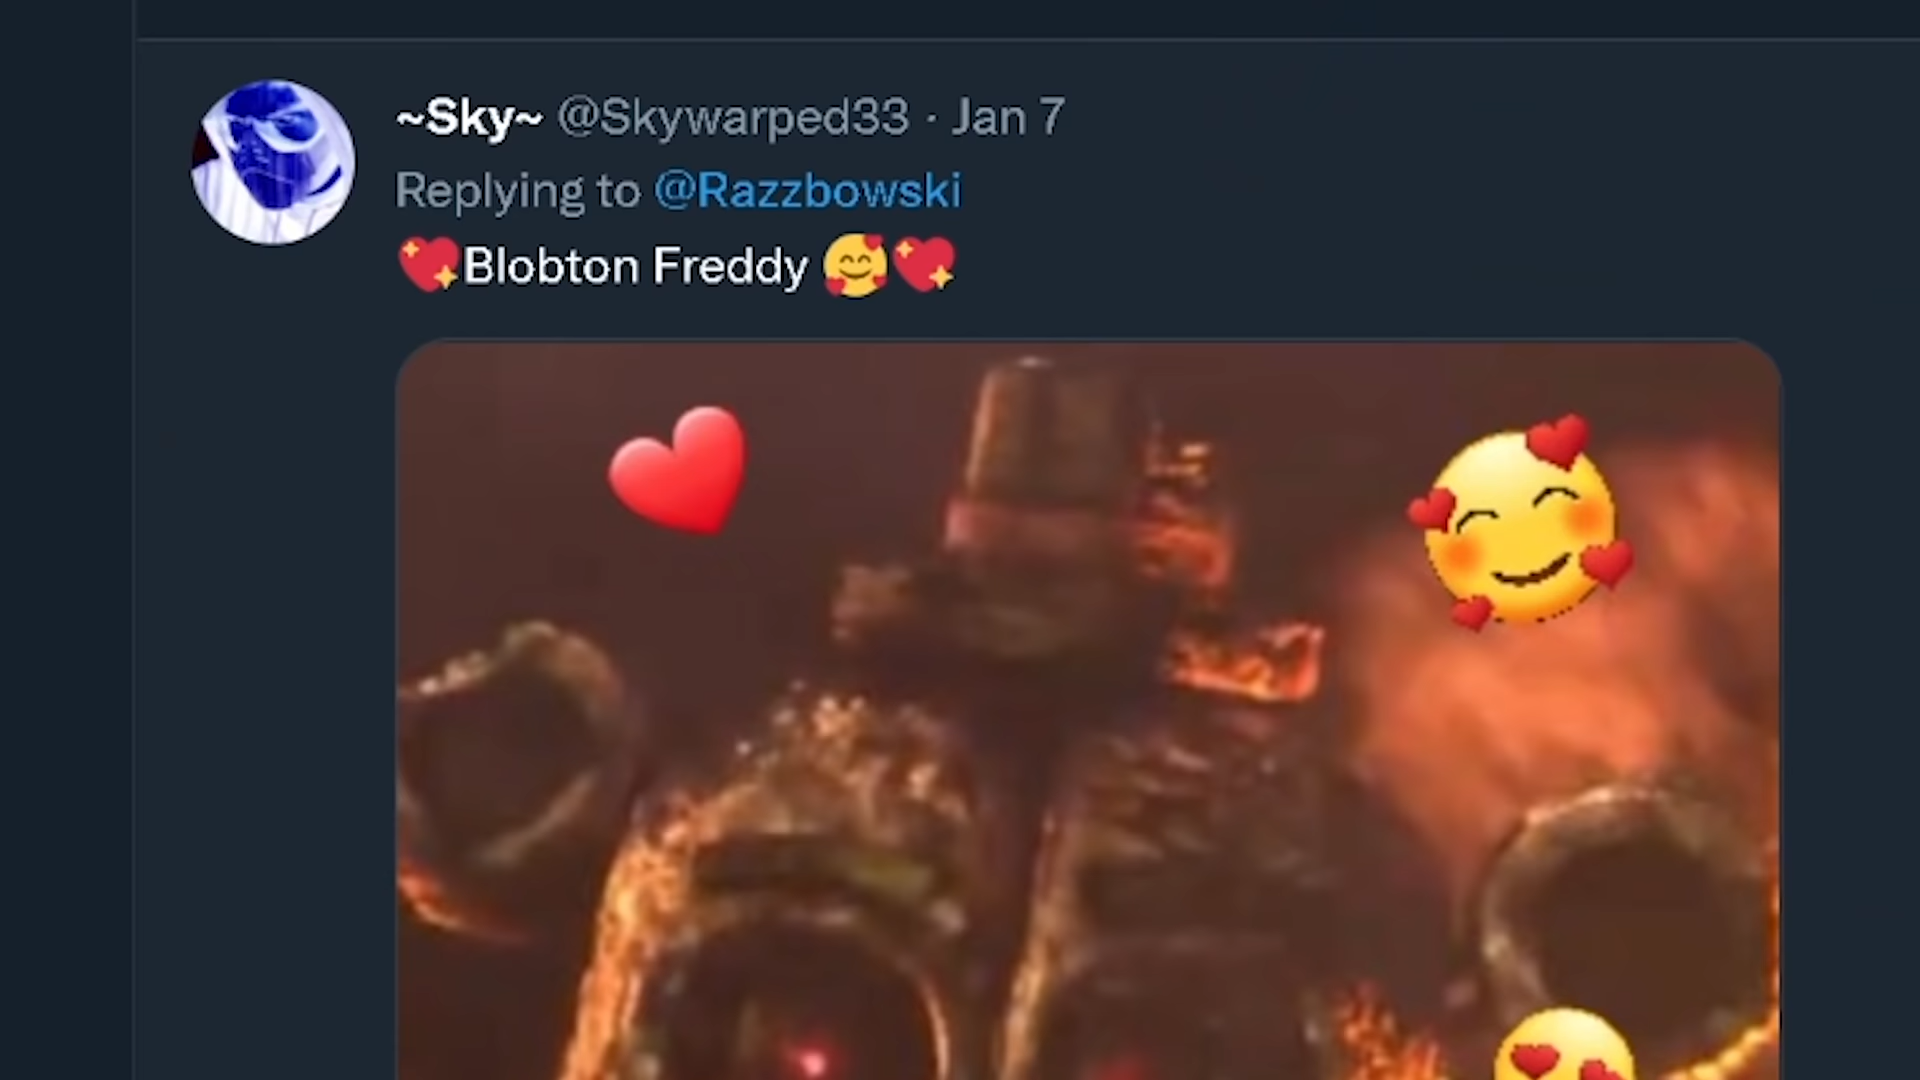 ~Sky~ @Skywarped33 · Jan 7
Replying to @Razzbowski
💖Blobton Freddy 🥰💖